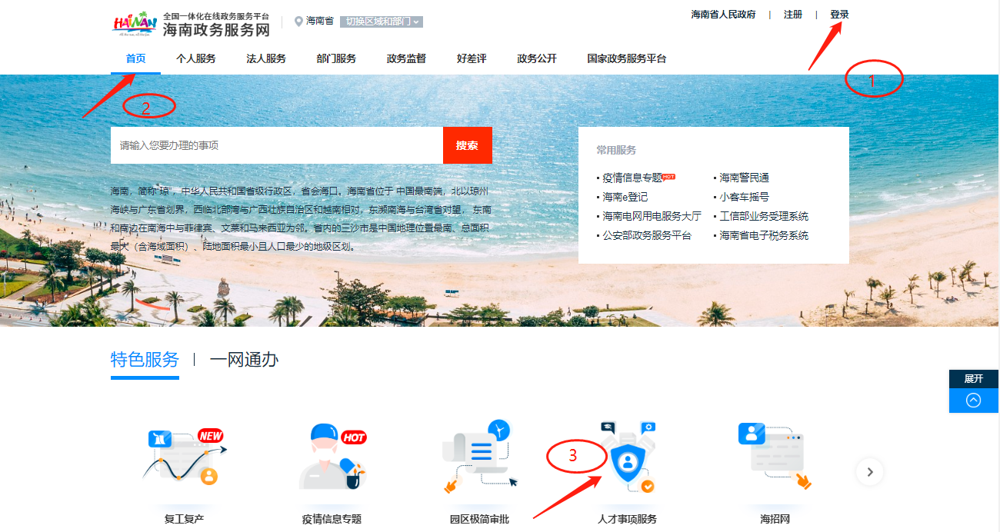 HAINAN
全国一体化在线政务服务平台
海南政务服务网
海南省
切换区域和部门
海南省人民政府 | 注册 | 登录
首页 个人服务 法人服务 部门服务 政务监督 好差评 政务公开 国家政务服务平台
1
2
请输入您要办理的事项
搜索
海南，简称“琼”，中华人民共和国省级行政区，省会海口。海南省位于 中国最南端，北以琼州
海峡与广东省划界，西临北部湾与广西壮族自治区和越南相对，东濒南海与台湾省对望， 东南
和南边在南海中与菲律宾、文莱和马来西亚为邻。省内的三沙市是中国地理位置最南、总面积
最大（含海域面积）、陆地面积最小且人口最少的地级区划。
常用服务
疫情信息专题 HOT
海南警民通
海南e登记
小客车摇号
海南电网用电服务大厅
工信部业务受理系统
公安部政务服务平台
海南省电子税务系统
特色服务 | 一网通办
展开
NEW
HOT
3
复工复产
疫情信息专题
园区极简审批
人才事项服务
海招网